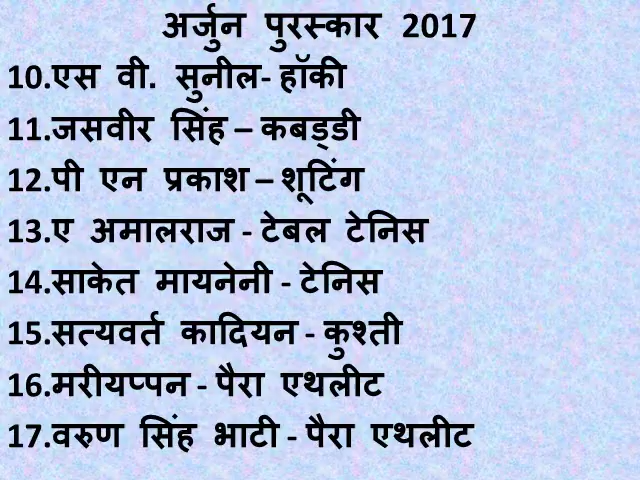 अर्जुन पुरस्कार 2017
10.एस वी. सुनील- हॉकी
11.जसवीर सिंह – कबड्डी
12.पी एन प्रकाश – शूटिंग
13.ए अमालराज - टेबल टेनिस
14.साकेत मायनेनी - टेनिस
15.सत्यवर्त कादियन - कुश्ती
16.मरीयप्पन - पैरा एथलीट
17.वरुण सिंह भाटी - पैरा एथलीट